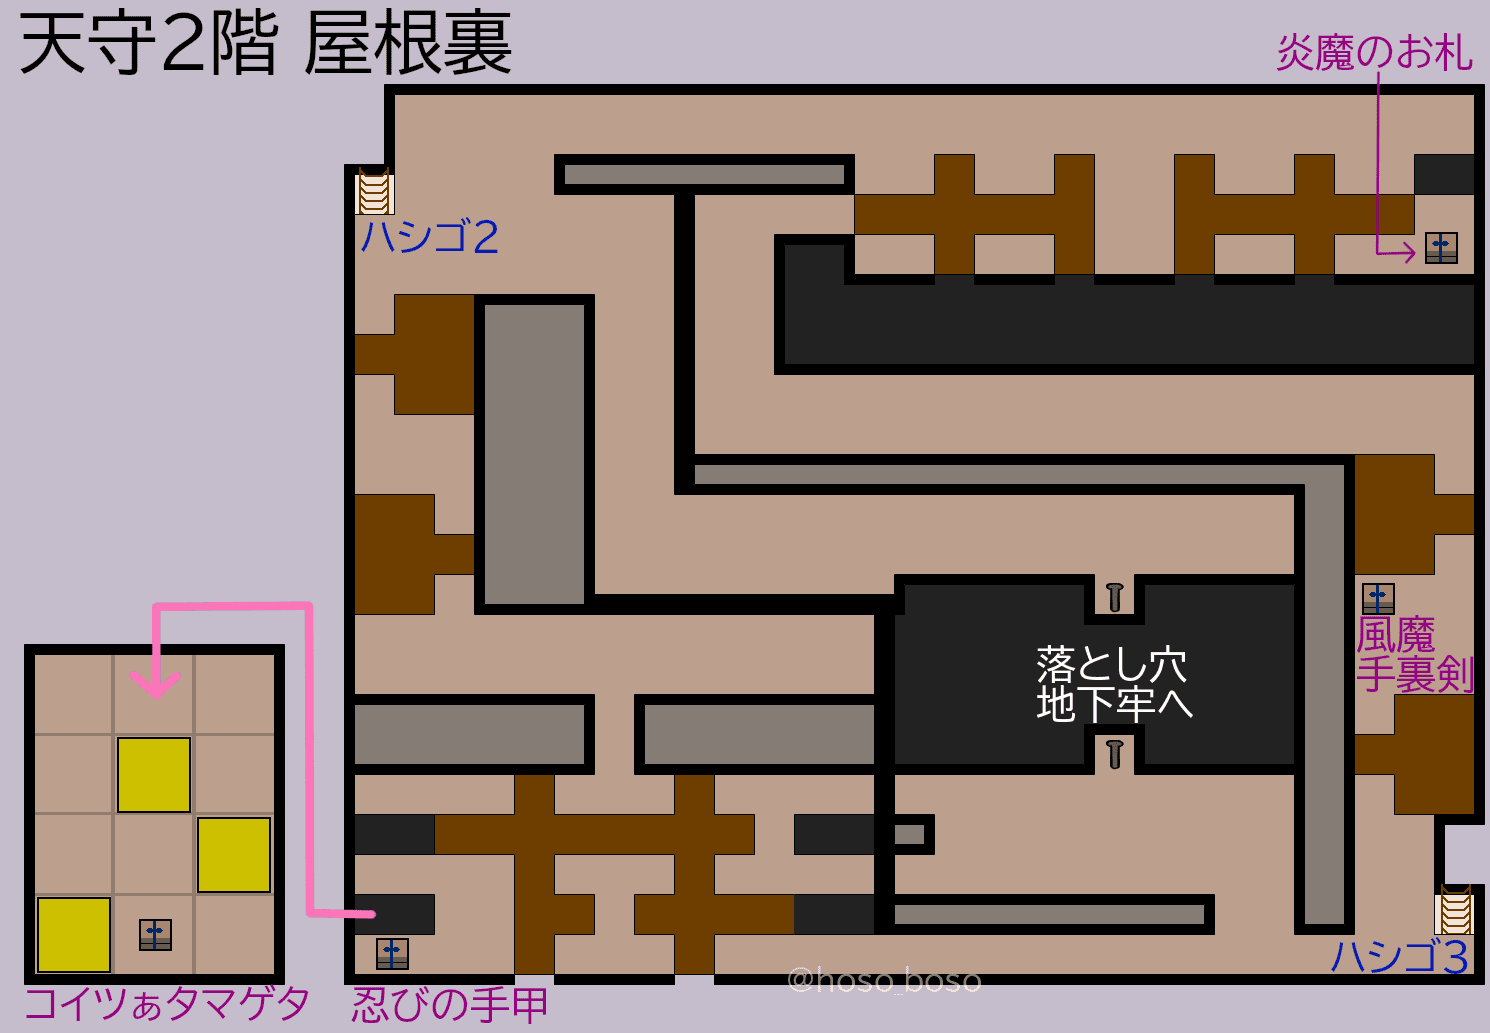 天守2階 屋根裏
炎魔のお札
ハシゴ2
風魔
手裏剣
落とし穴
地下牢へ
ハシゴ3
@hoso_boso
コイツぁタマゲタ
忍びの手甲